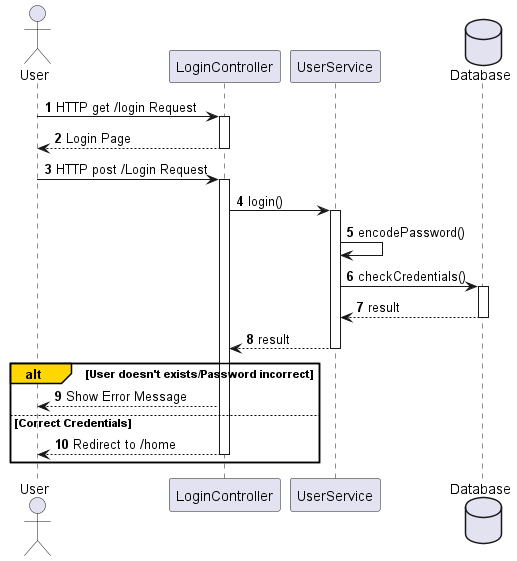 User
LoginController
UserService
Database
1 HTTP get /login Request
2 Login Page
3 HTTP post /Login Request
4 login()
5 encodePassword()
6 checkCredentials()
7 result
8 result
alt [User doesn't exists/Password incorrect]
9 Show Error Message
[Correct Credentials]
10 Redirect to /home
User
LoginController
UserService
Database